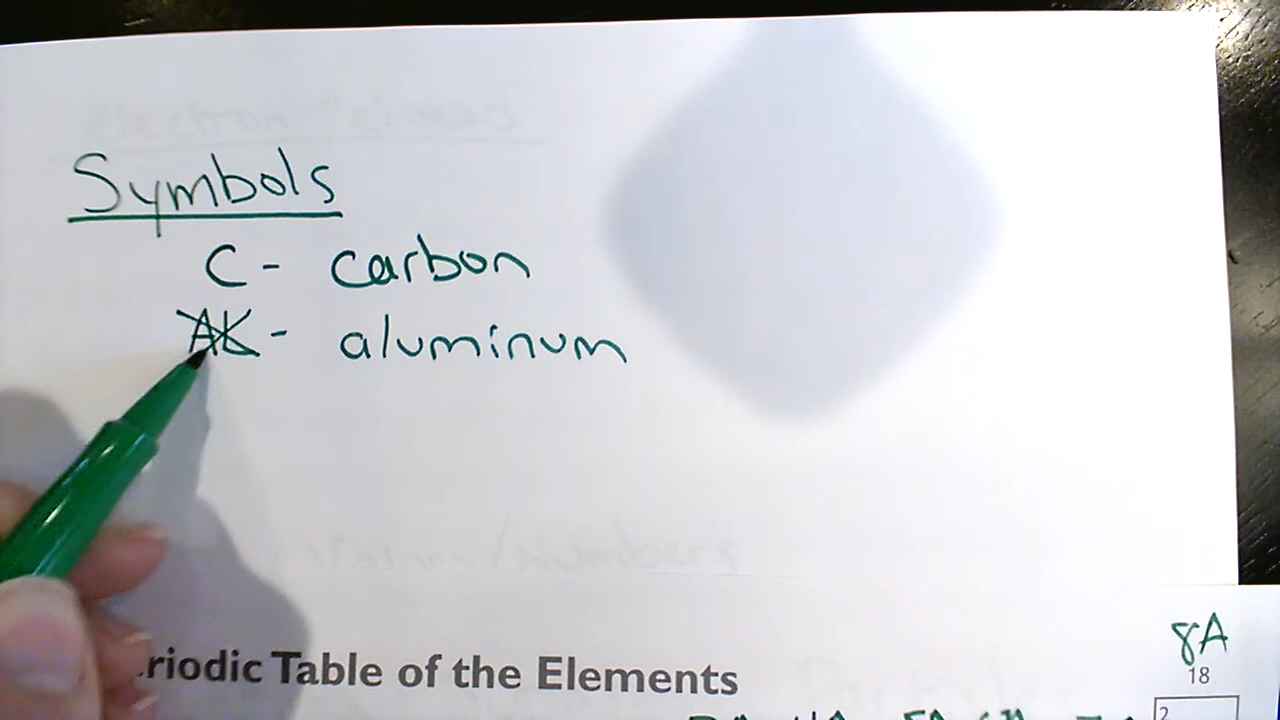 Symbols
C - carbon
AL - aluminum
riodic Table of the Elements
8A
18
2